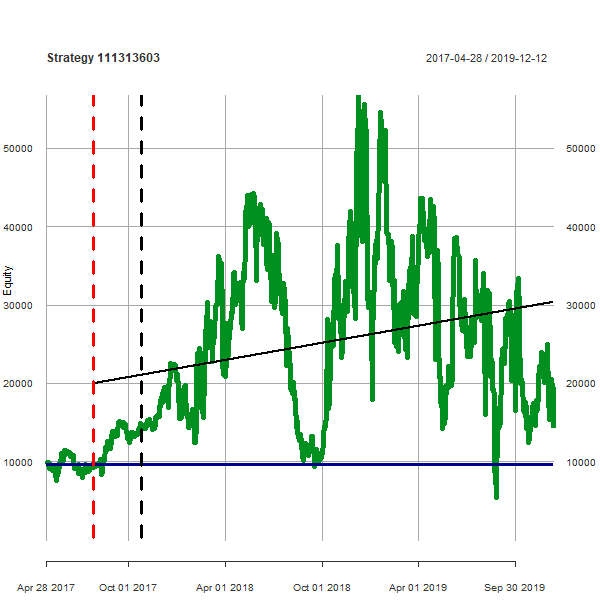 Strategy 111313603 2017-04-28 / 2019-12-12
50000 50000
40000 40000
Equity
30000 30000
20000 20000
10000 10000
Apr 28 2017 Oct 01 2017 Apr 01 2018 Oct 01 2018 Apr 01 2019 Sep 30 2019